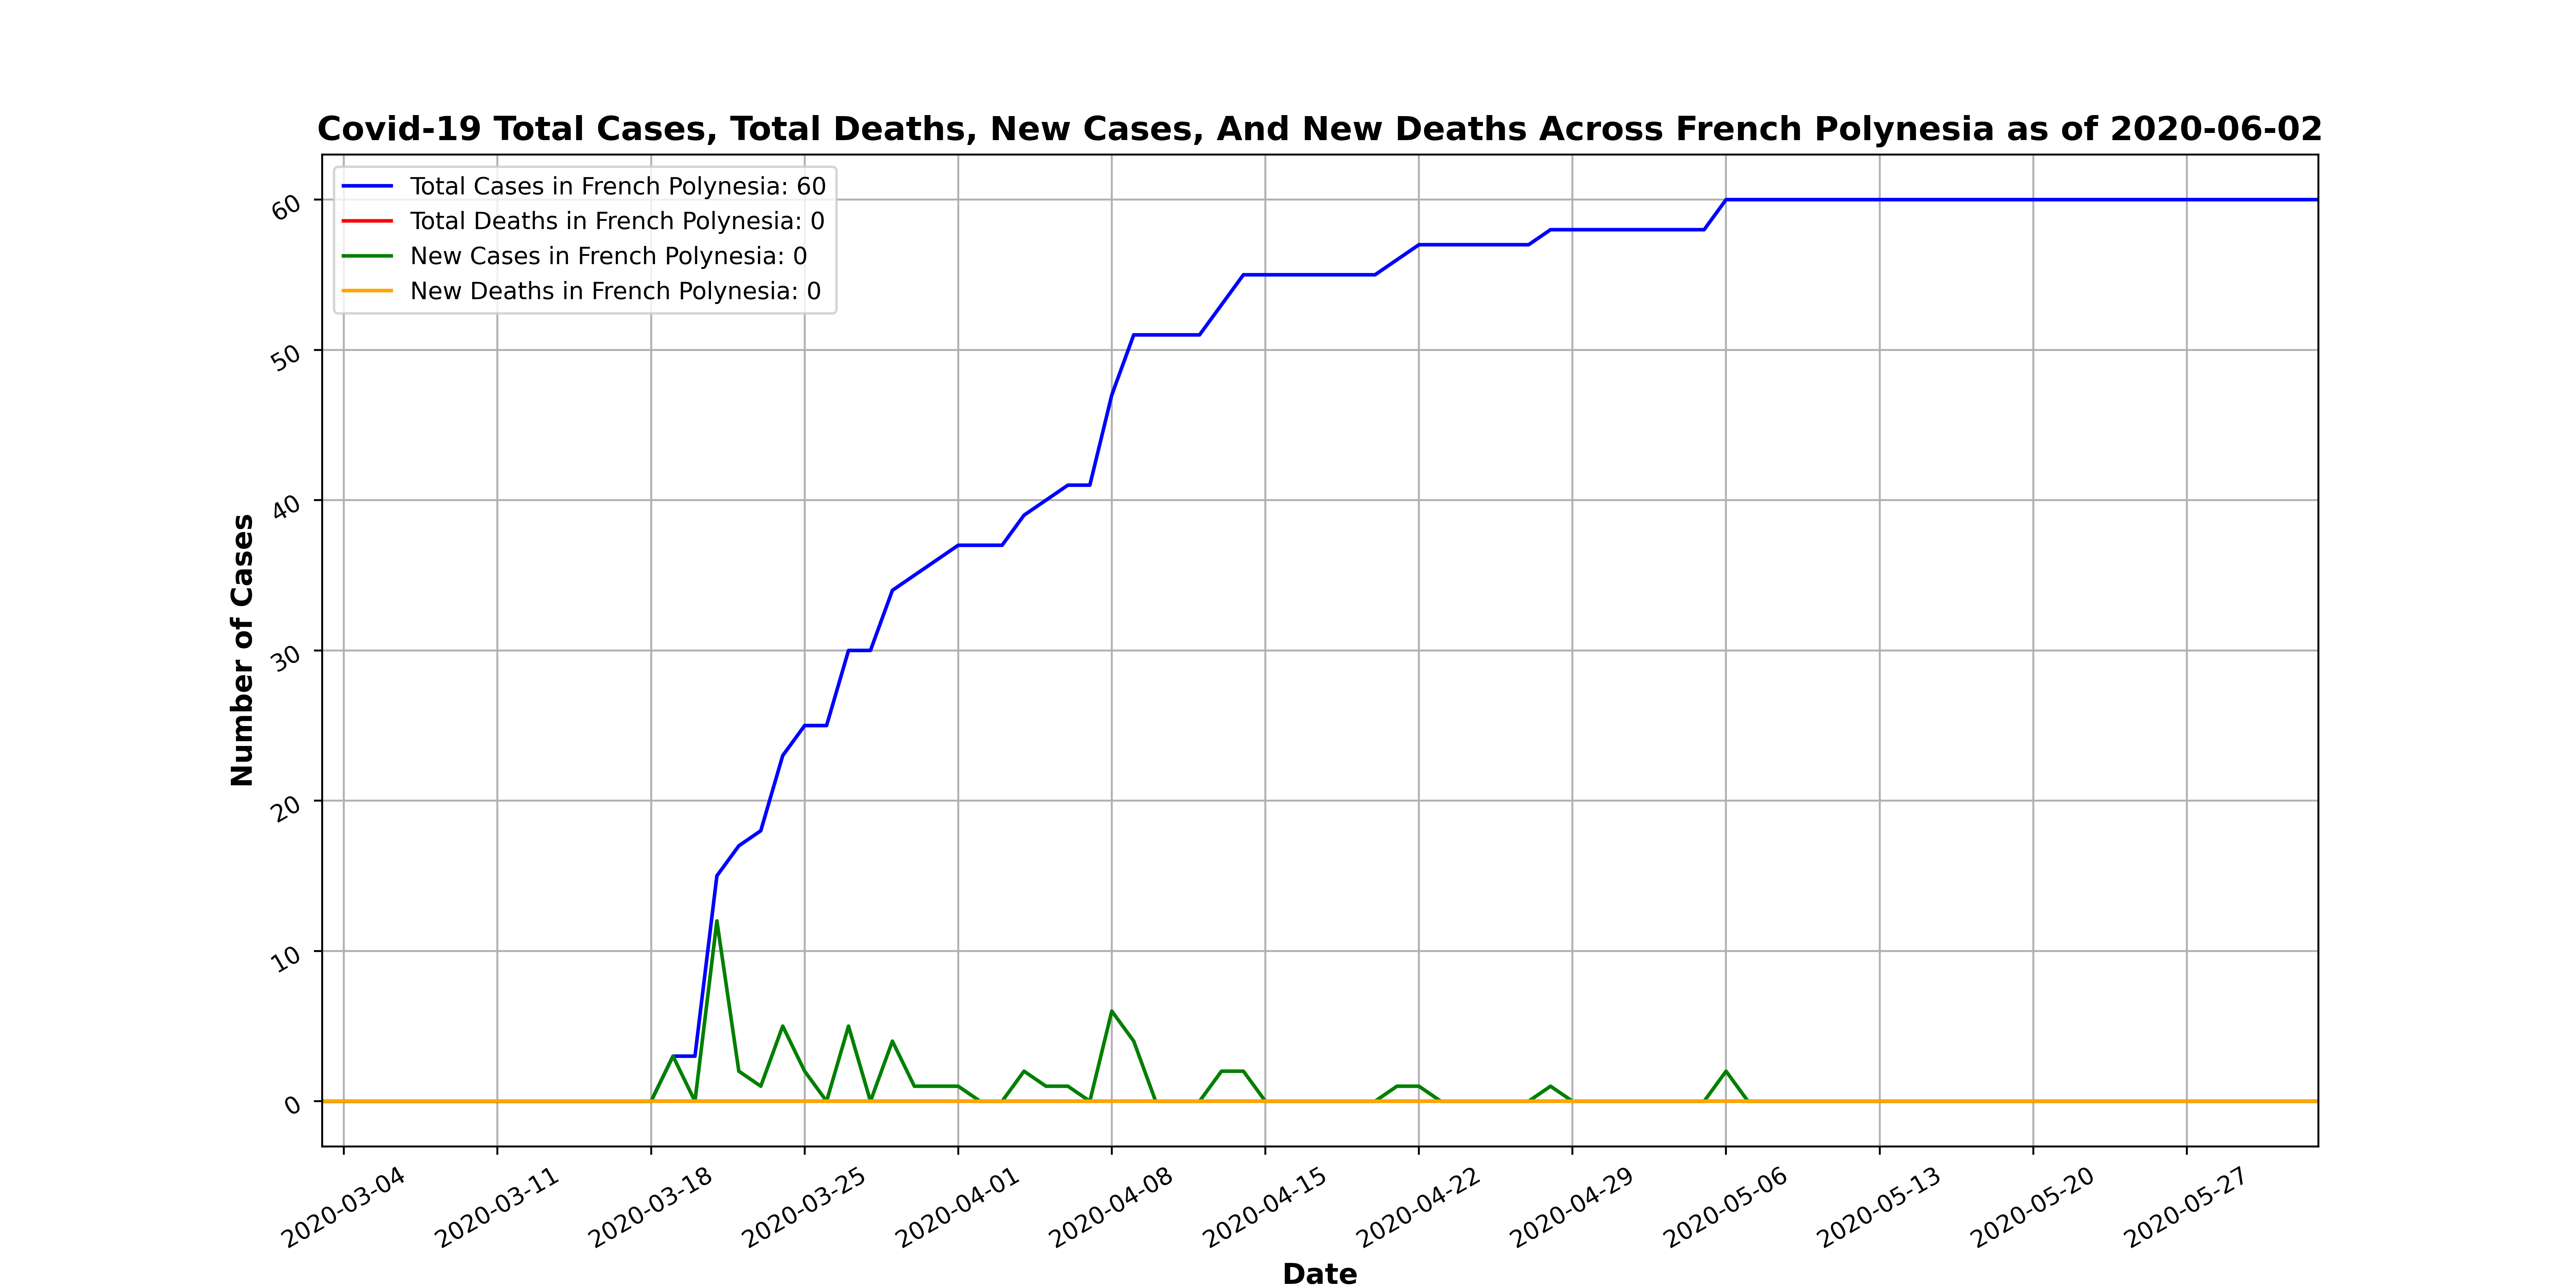 Covid-19 Total Cases, Total Deaths, New Cases, And New Deaths Across French Polynesia as of 2020-06-02
Total Cases in French Polynesia: 60
Total Deaths in French Polynesia: 0
New Cases in French Polynesia: 0
New Deaths in French Polynesia: 0
Number of Cases
60
50
40
30
20
10
0
2020-03-04
2020-03-11
2020-03-18
2020-03-25
2020-04-01
2020-04-08
2020-04-15
2020-04-22
2020-04-29
2020-05-06
2020-05-13
2020-05-20
2020-05-27
Date